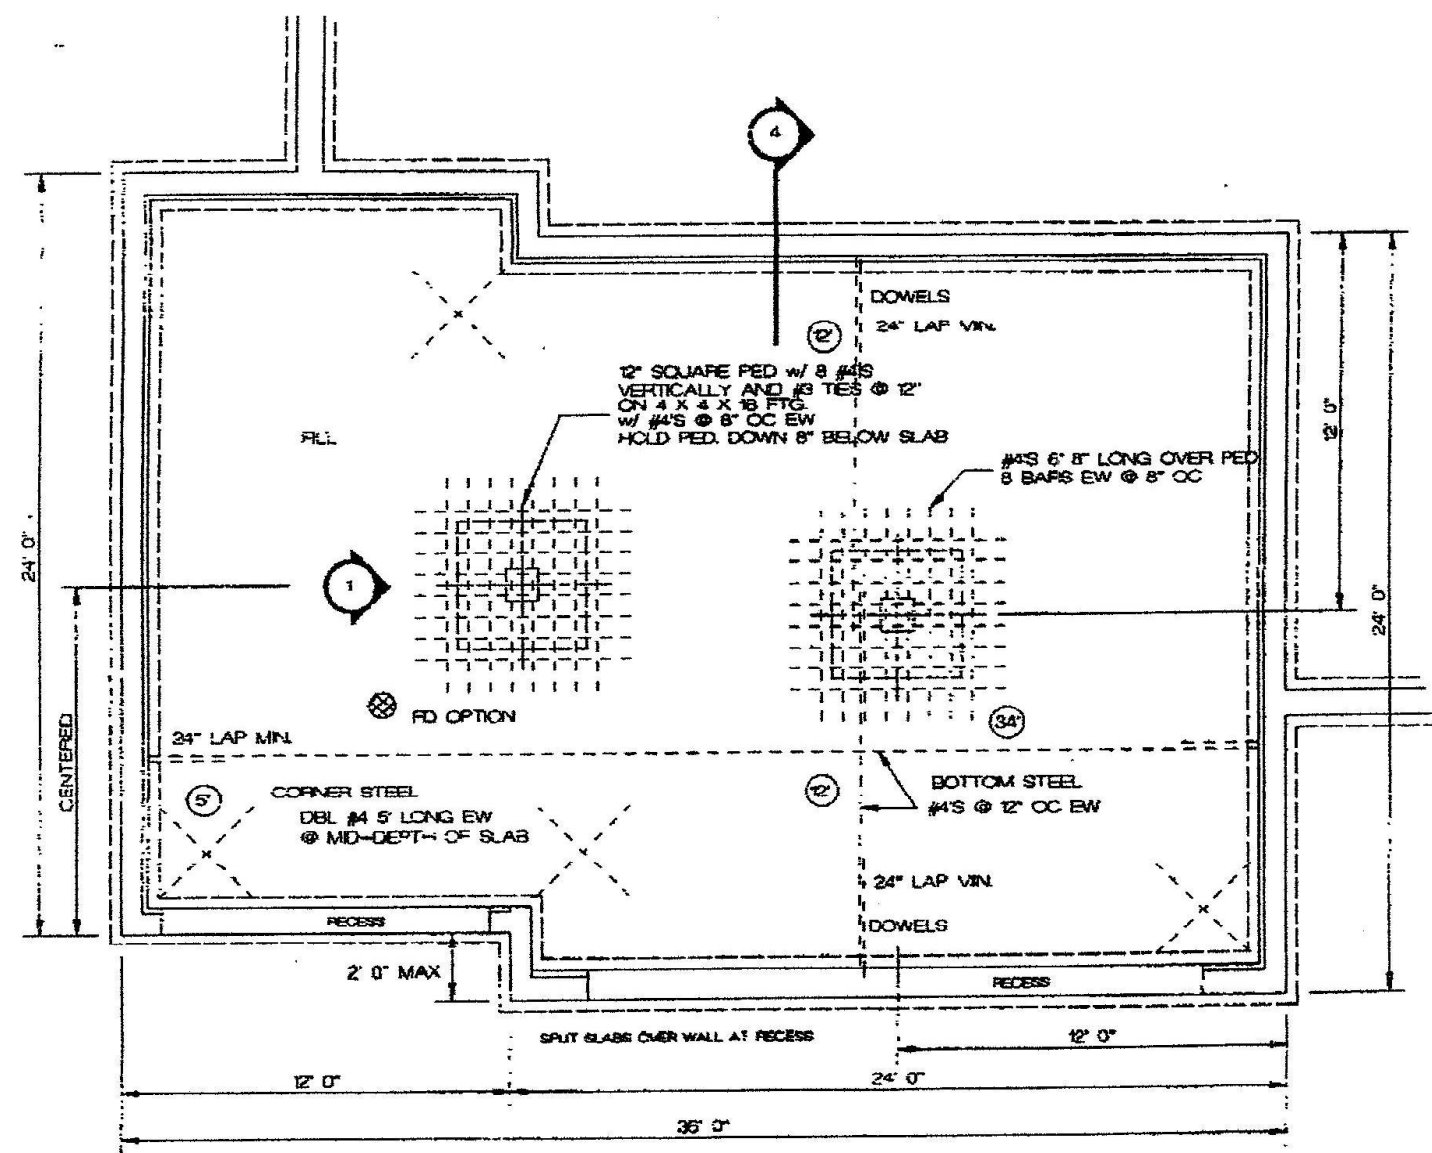 4
DOWELS
24" LAP MIN.
12'
12" SQUARE PED w/ 8 #4'S
VERTICALLY AND #3 TIES @ 12"
ON 4 X 4 X 18 FTG.
w/ #4'S @ 8" OC EW
HOLD PED. DOWN 8" BELOW SLAB
FILL
#4'S 6' 8" LONG OVER PED
8 BARS EW @ 8" OC
12' 0"
24' 0"
1
24' 0"
FD OPTION
34'
24" LAP MIN.
CENTERED
5'
CORNER STEEL
DBL #4 5' LONG EW
@ MID-DEPTH OF SLAB
12'
BOTTOM STEEL
#4'S @ 12" OC EW
24" LAP MIN.
DOWELS
RECESS
2' 0" MAX
RECESS
SPLIT SLABS OVER WALL AT RECESS
12' 0"
12' 0"
24' 0"
36' 0"